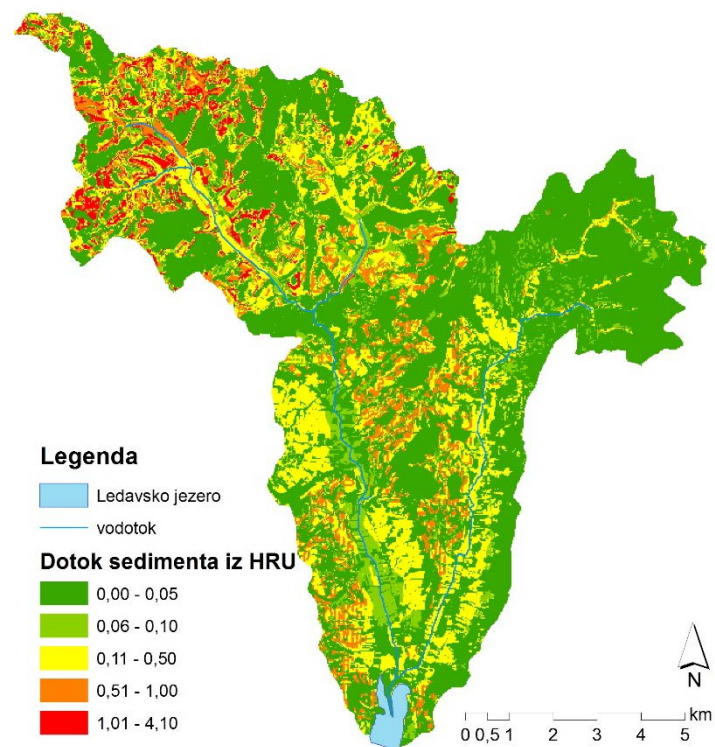 Legenda
Ledavsko jezero
vodotok
Dotok sedimenta iz HRU
0,00 - 0,05
0,06 - 0,10
0,11 - 0,50
0,51 - 1,00
1,01 - 4,10
N
km
0 0,5 1 2 3 4 5